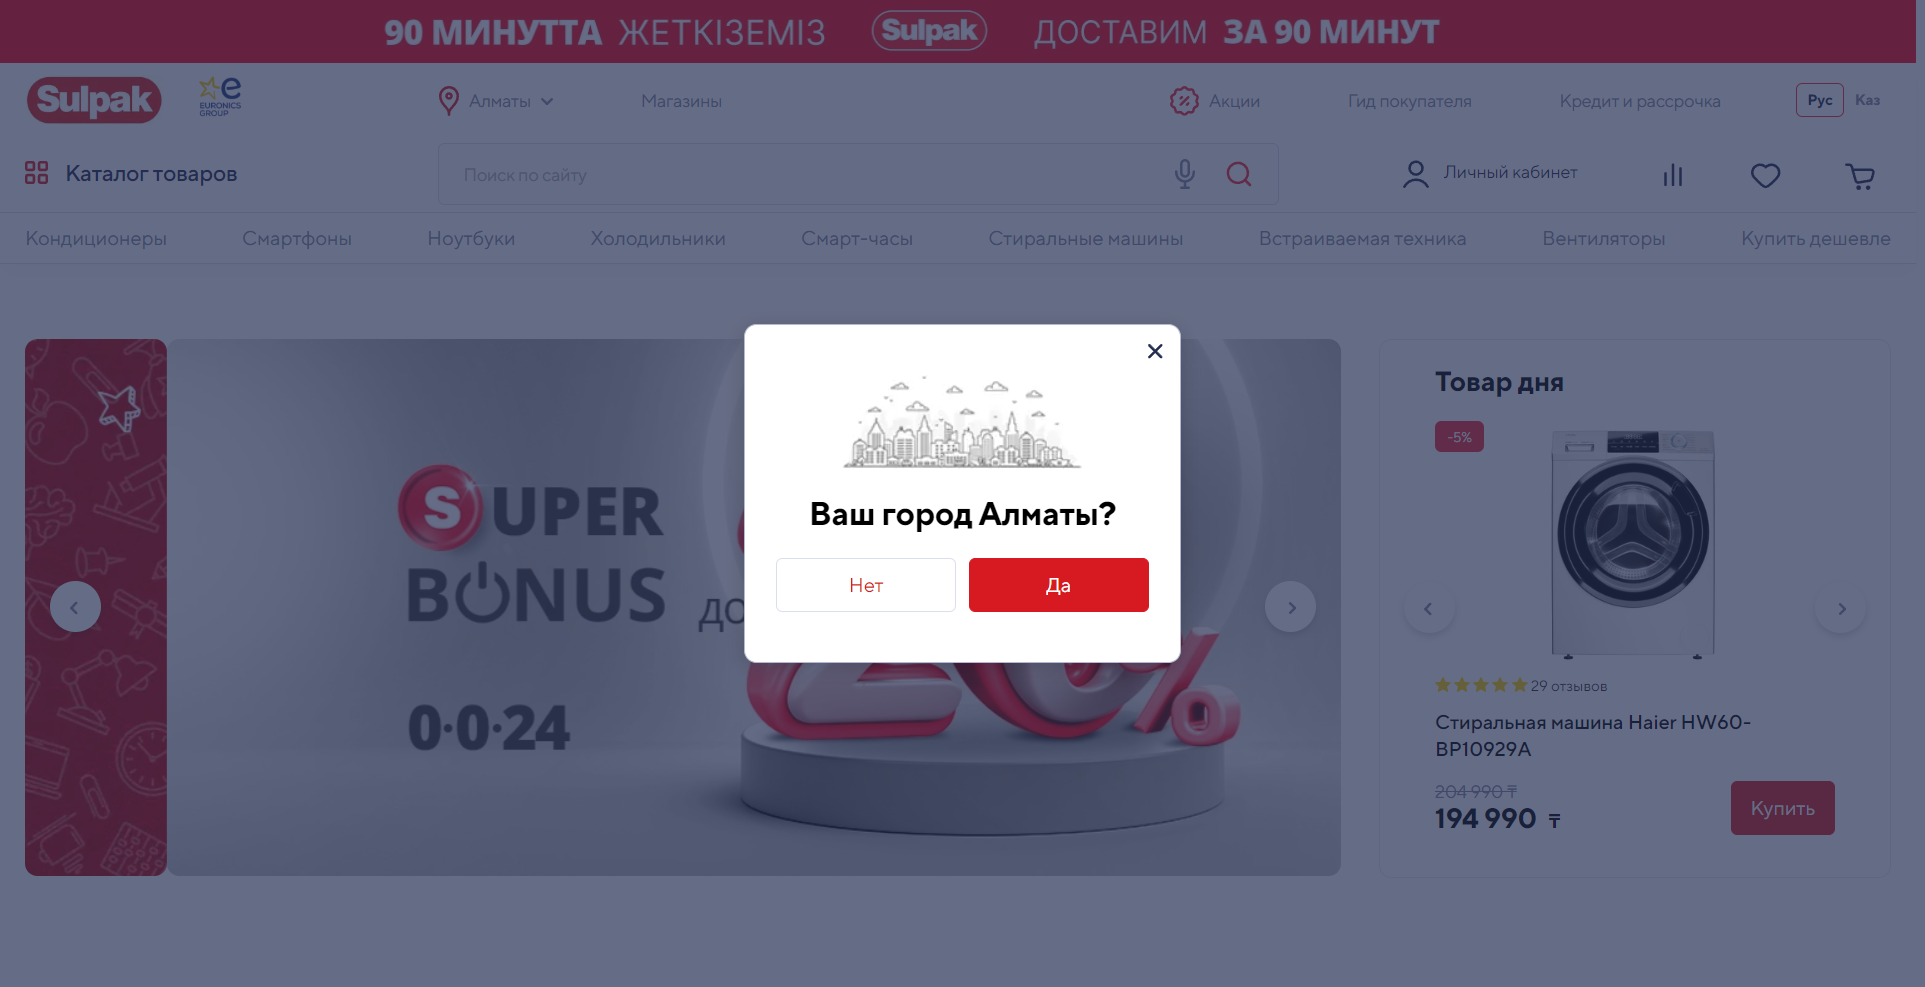 90 МИНУТТА ЖЕТКІЗЕМІЗ Sulpak ДОСТАВИМ ЗА 90 МИНУТ
Sulpak
e
EURONICS
GROUP
Алматы
Магазины
Акции
Гид покупателя
Кредит и рассрочка
Рус
Каз
Каталог товаров
Поиск по сайту
Личный кабинет
Кондиционеры
Смартфоны
Ноутбуки
Холодильники
Смарт-часы
Стиральные машины
Встраиваемая техника
Вентиляторы
Купить дешевле
SUPER
BONUS
ДО
0·0·24
Ваш город Алматы?
Нет
Да
Товар дня
-5%
29 отзывов
Стиральная машина Haier HW60-
BP10929A
204 990 ₸
194 990 ₸
Купить